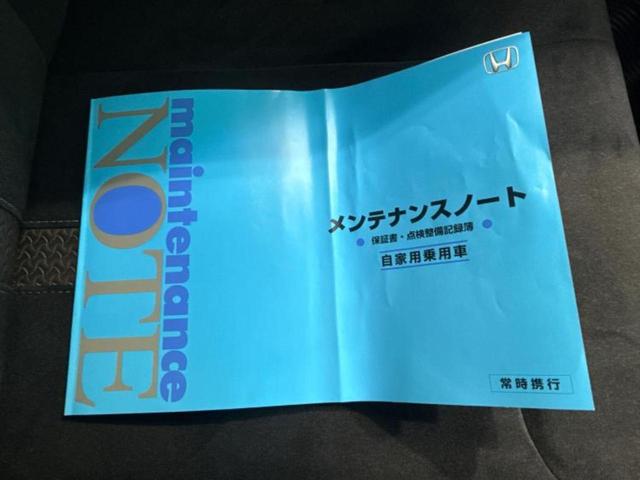 maintenance
NOTE
メンテナンスノート
保証書・点検整備記録簿
自家用乗用車
常時携行